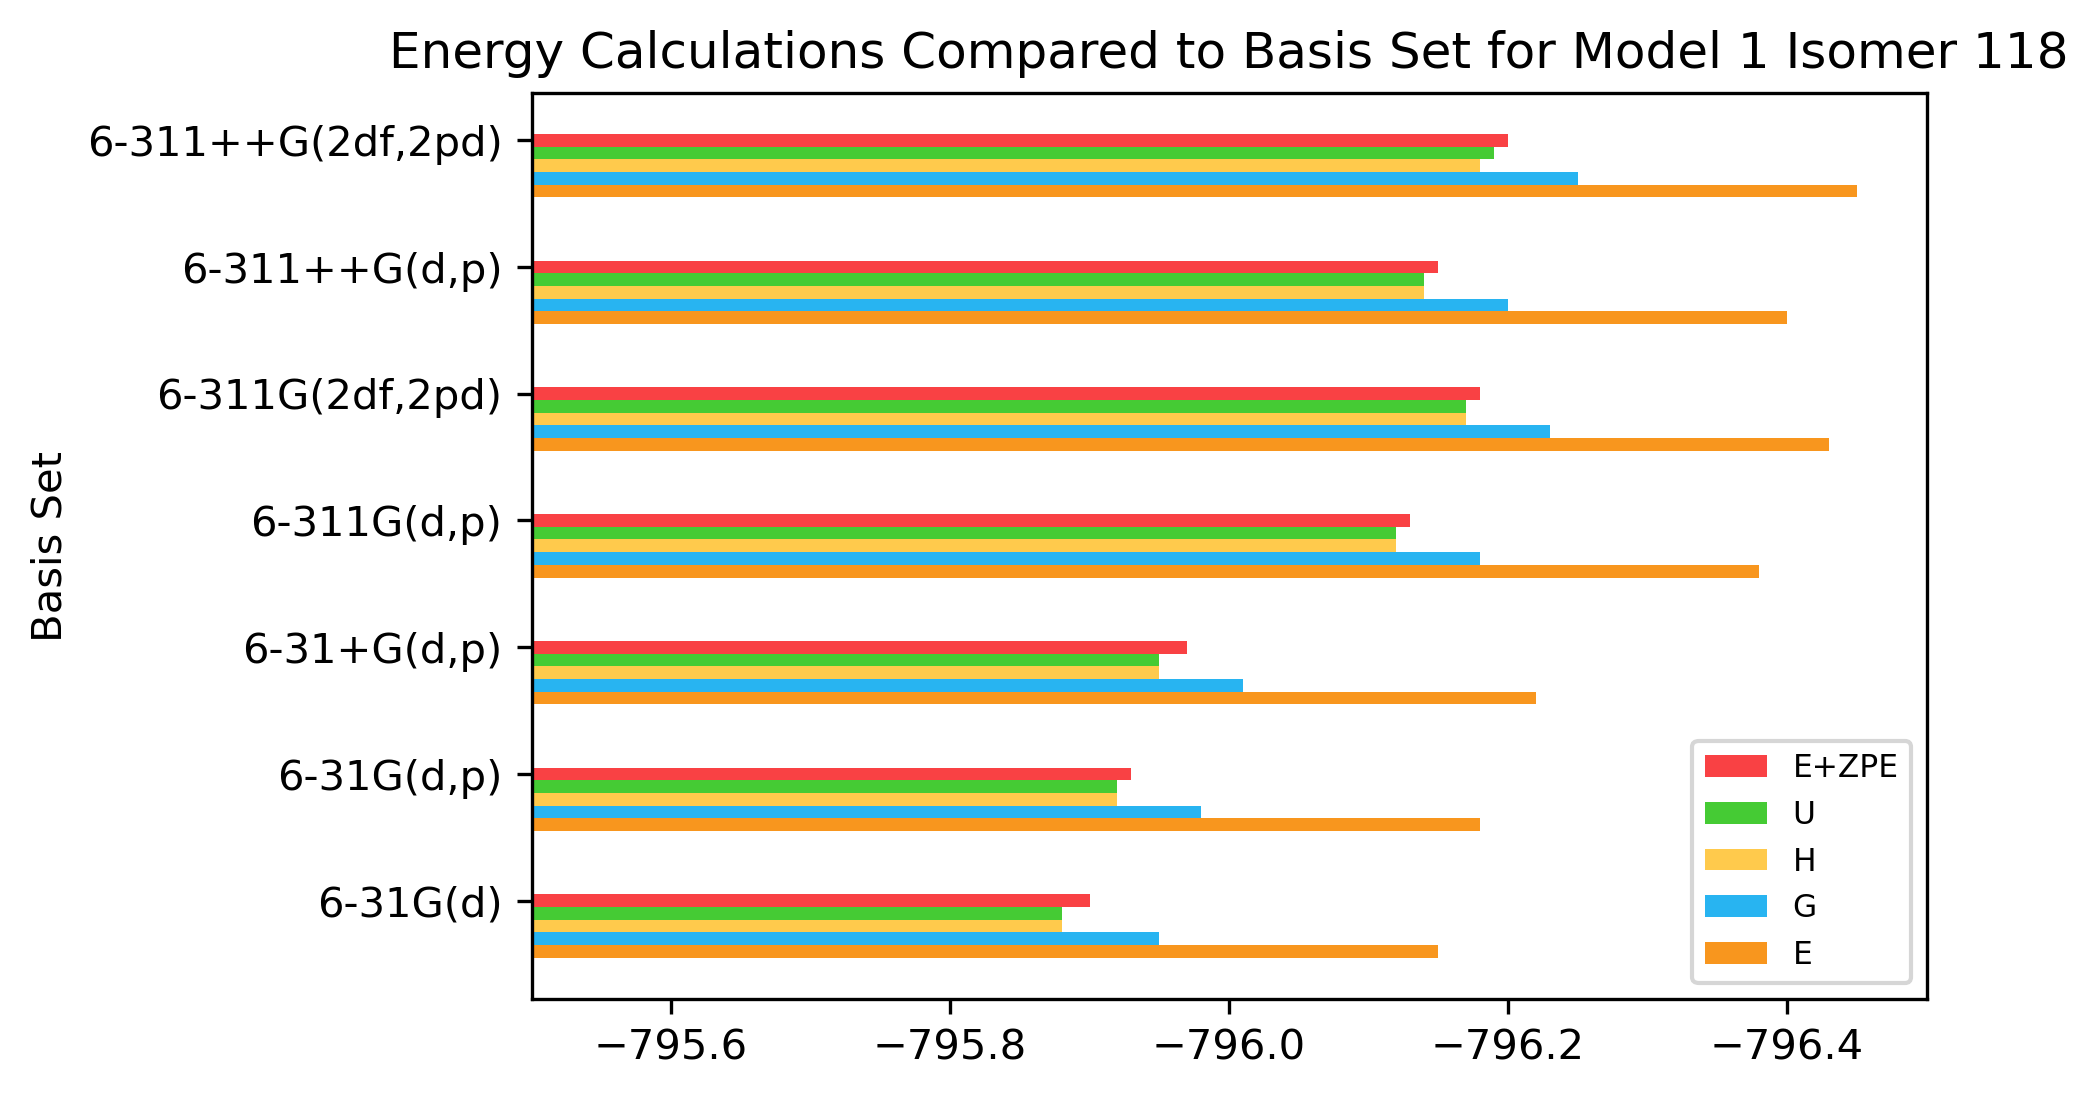 Energy Calculations Compared to Basis Set for Model 1 Isomer 118
6-311++G(2df,2pd)
6-311++G(d,p)
6-311G(2df,2pd)
6-311G(d,p)
6-31+G(d,p)
6-31G(d,p)
6-31G(d)
Basis Set
E+ZPE
U
H
G
E
−795.6 −795.8 −796.0 −796.2 −796.4